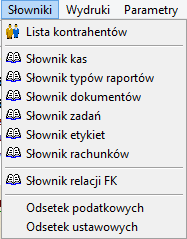 Słowniki Wydruki Parametry
Lista kontrahentów
Słownik kas
Słownik typów raportów
Słownik dokumentów
Słownik zadań
Słownik etykiet
Słownik rachunków
Słownik relacji FK
Odsetek podatkowych
Odsetek ustawowych